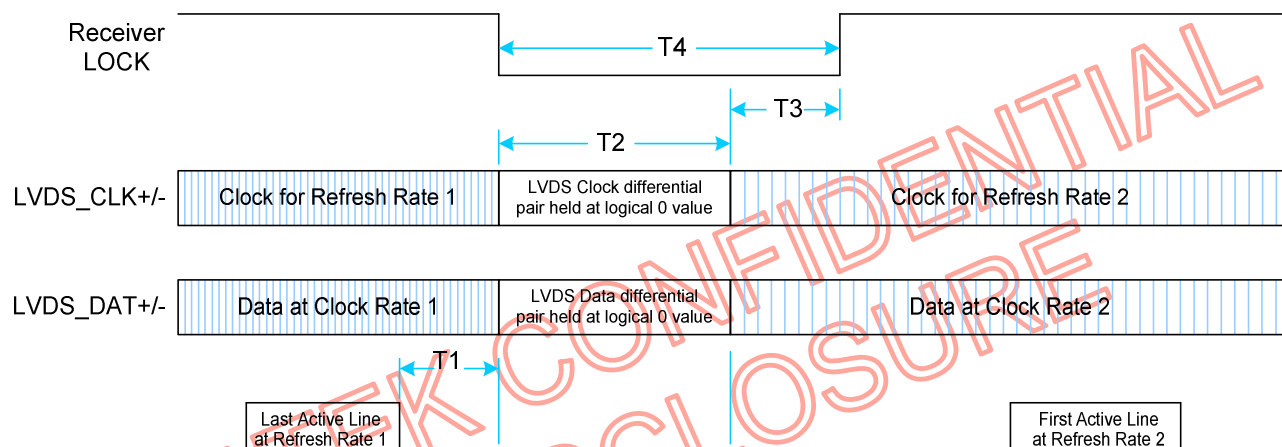 Receiver
LOCK
T4
T3
T2
LVDS_CLK+/-
Clock for Refresh Rate 1
LVDS Clock differential
pair held at logical 0 value
Clock for Refresh Rate 2
LVDS_DAT+/-
Data at Clock Rate 1
LVDS Data differential
pair held at logical 0 value
Data at Clock Rate 2
T1
Last Active Line
at Refresh Rate 1
First Active Line
at Refresh Rate 2
CONFIDENTIAL